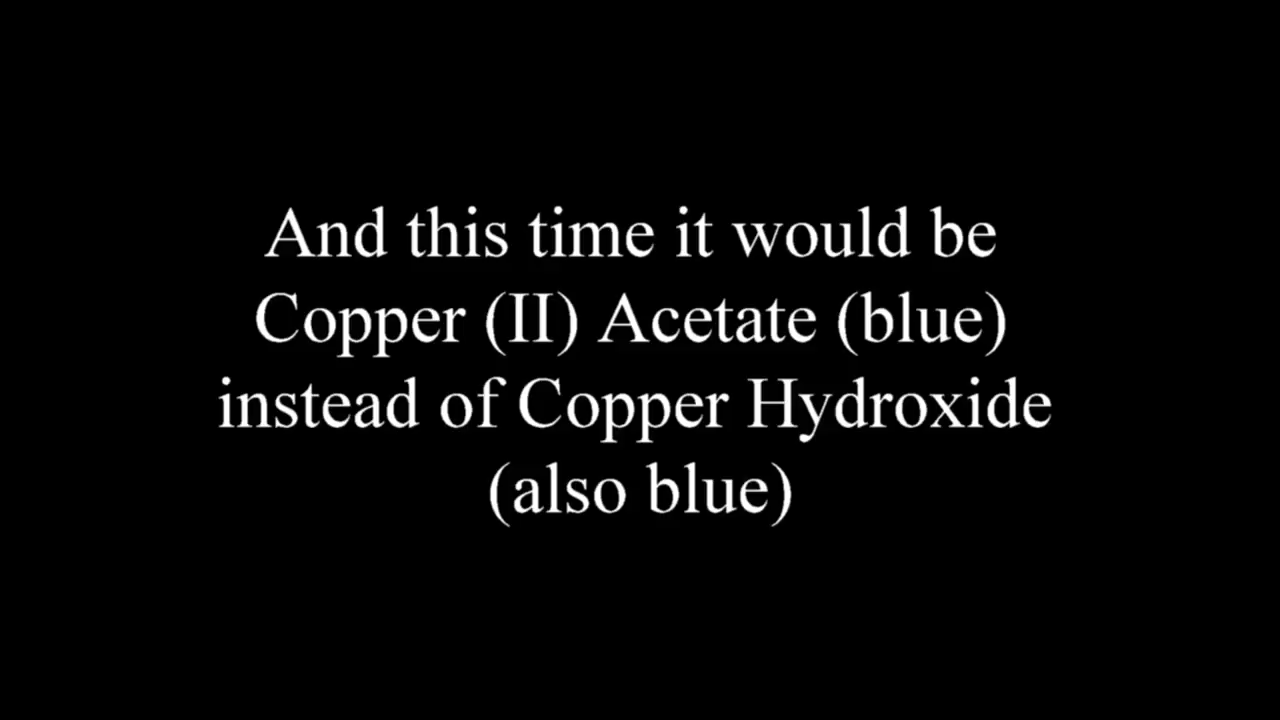 And this time it would be
Copper (II) Acetate (blue)
instead of Copper Hydroxide
(also blue)